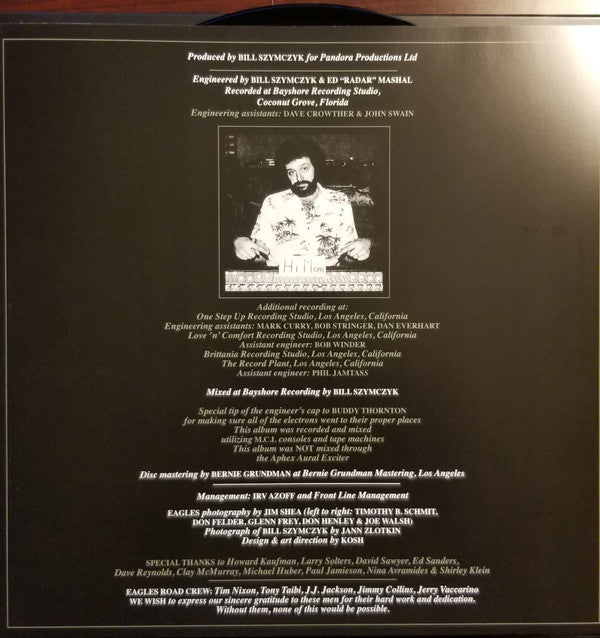 Produced by BILL SZYMCZYK for Pandora Productions Ltd
Engineered by BILL SZYMCZYK & ED "RADAR" MASHAL
Recorded at Bayshore Recording Studio,
Coconut Grove, Florida
Engineering assistants: DAVE CROWTHER & JOHN SWAIN
Hi Mom
Additional recording at:
One Step Up Recording Studio, Los Angeles, California
Engineering assistants: MARK CURRY, BOB STRINGER, DAN EVERHART
Love 'n' Comfort Recording Studio, Los Angeles, California
Assistant engineer: BOB WINDER
Brittania Recording Studio, Los Angeles, California
The Record Plant, Los Angeles, California
Assistant engineer: PHIL JAMTASS
Mixed at Bayshore Recording by BILL SZYMCZYK
Special tip of the engineer's cap to BUDDY THORNTON
for making sure all of the electrons went to their proper places
This album was recorded and mixed
utilizing M.C.I. consoles and tape machines
This album was NOT mixed through
the Aphex Aural Exciter
Disc mastering by BERNIE GRUNDMAN at Bernie Grundman Mastering, Los Angeles
Management: IRV AZOFF and Front Line Management
EAGLES photography by JIM SHEA (left to right: TIMOTHY B. SCHMIT,
DON FELDER, GLENN FREY, DON HENLEY & JOE WALSH)
Photograph of BILL SZYMCZYK by JANN ZLOTKIN
Design & art direction by KOSH
SPECIAL THANKS to Howard Kaufman, Larry Solters, David Sawyer, Ed Sanders,
Dave Reynolds, Clay McMurray, Michael Huber, Paul Jamieson, Nina Avramides & Shirley Klein
EAGLES ROAD CREW: Tim Nixon, Tony Taibi, J.J. Jackson, Jimmy Collins, Jerry Vaccarino
WE WISH to express our sincere gratitude to these men for their hard work and dedication.
Without them, none of this would be possible.